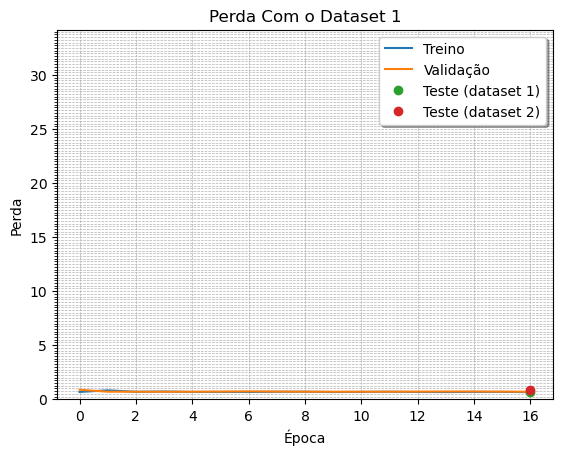 Perda Com o Dataset 1
Treino
Validação
Teste (dataset 1)
Teste (dataset 2)
Perda
30
25
20
15
10
5
0
0 2 4 6 8 10 12 14 16
Época